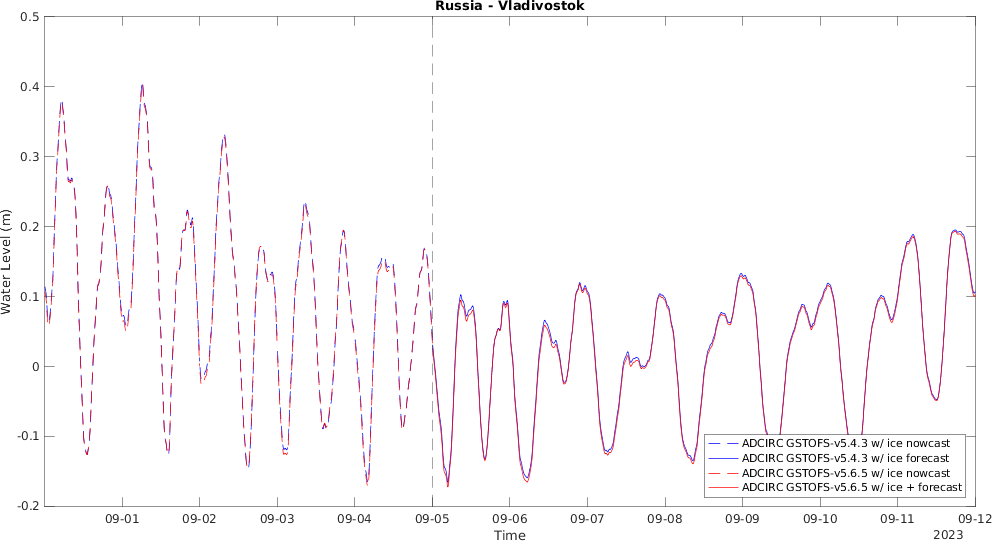 Russia - Vladivostok
0.5
0.4
0.3
0.2
0.1
0
-0.1
-0.2
Water Level (m)
09-01 09-02 09-03 09-04 09-05 09-06 09-07 09-08 09-09 09-10 09-11 09-12
Time
2023
ADCIRC GSTOFS-v5.4.3 w/ ice nowcast
ADCIRC GSTOFS-v5.4.3 w/ ice forecast
ADCIRC GSTOFS-v5.6.5 w/ ice nowcast
ADCIRC GSTOFS-v5.6.5 w/ ice + forecast